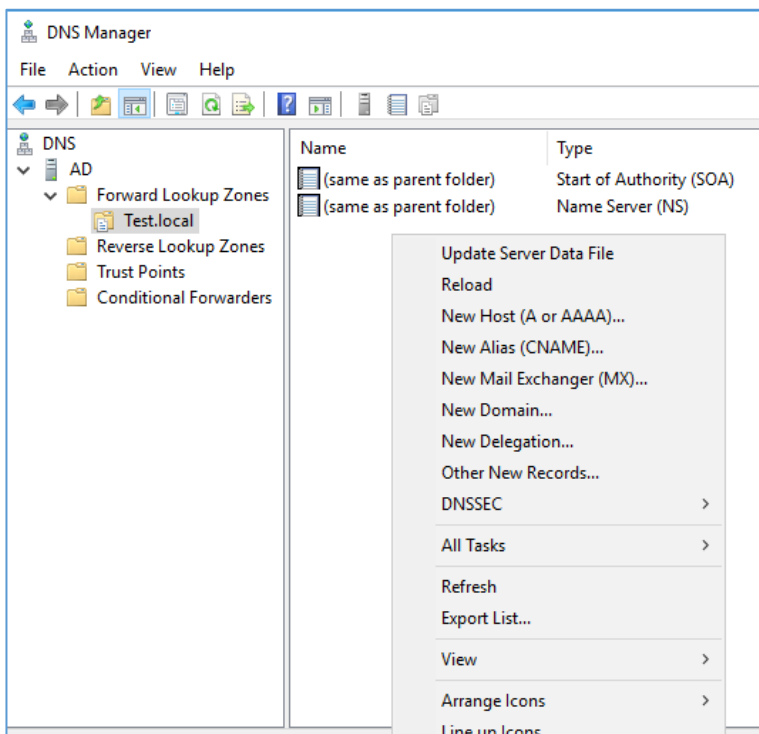 DNS Manager
File Action View Help
DNS
AD
Forward Lookup Zones
Test.local
Reverse Lookup Zones
Trust Points
Conditional Forwarders
Name Type
(same as parent folder) Start of Authority (SOA)
(same as parent folder) Name Server (NS)
Update Server Data File
Reload
New Host (A or AAAA)...
New Alias (CNAME)...
New Mail Exchanger (MX)...
New Domain...
New Delegation...
Other New Records...
DNSSEC
All Tasks
Refresh
Export List...
View
Arrange Icons
Line up Icons